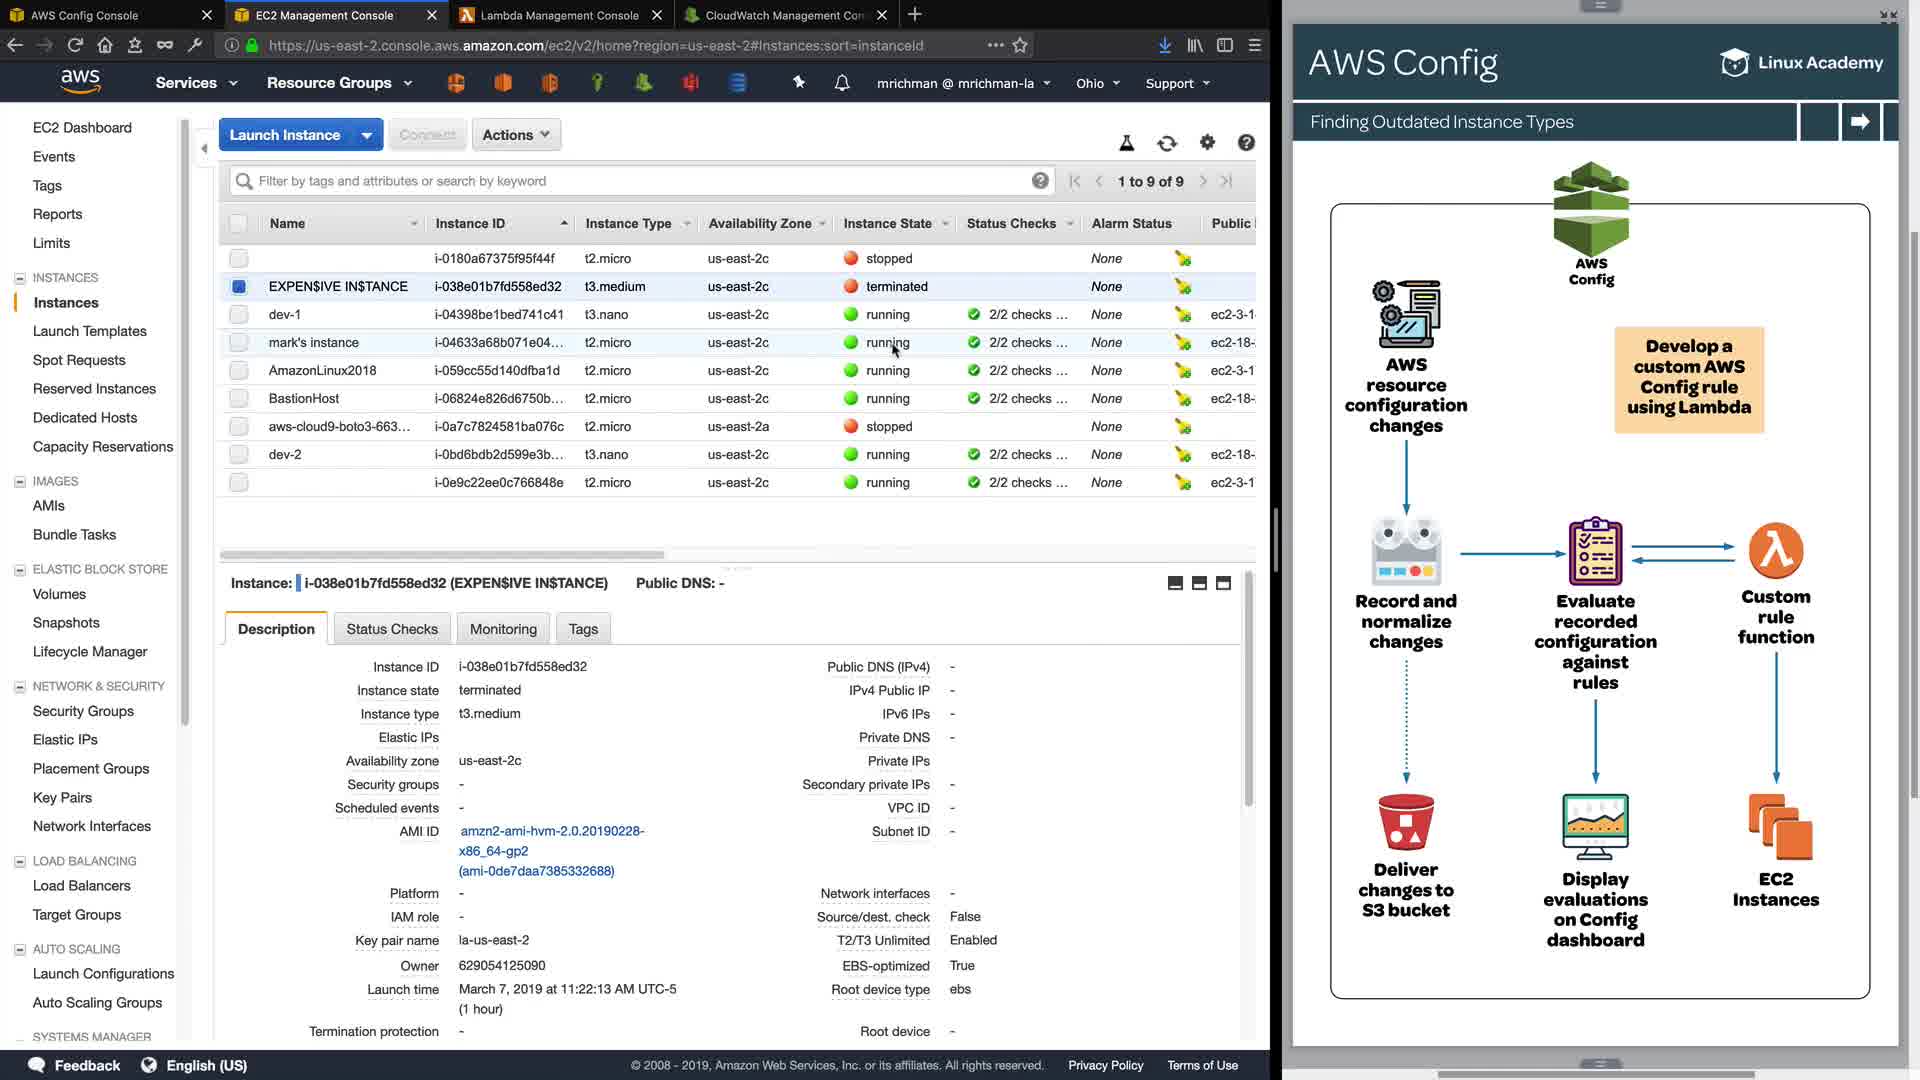 AWS Config Console
EC2 Management Console
Lambda Management Console
CloudWatch Management Con
https://us-east-2.console.aws.amazon.com/ec2/v2/home?region=us-east-2#Instances:sort=instanceId
aws
Services
Resource Groups
mrichman @ mrichman-la
Ohio
Support
EC2 Dashboard
Events
Tags
Reports
Limits
INSTANCES
Instances
Launch Templates
Spot Requests
Reserved Instances
Dedicated Hosts
Capacity Reservations
IMAGES
AMIs
Bundle Tasks
ELASTIC BLOCK STORE
Volumes
Snapshots
Lifecycle Manager
NETWORK & SECURITY
Security Groups
Elastic IPs
Placement Groups
Key Pairs
Network Interfaces
LOAD BALANCING
Load Balancers
Target Groups
AUTO SCALING
Launch Configurations
Auto Scaling Groups
SYSTEMS MANAGER
Launch Instance
Connect
Actions
Filter by tags and attributes or search by keyword
1 to 9 of 9
Name Instance ID Instance Type Availability Zone Instance State Status Checks Alarm Status Public
i-0180a67375f95f44f t2.micro us-east-2c stopped None
EXPEN$IVE IN$TANCE i-038e01b7fd558ed32 t3.medium us-east-2c terminated None
dev-1 i-04398be1bed741c41 t3.nano us-east-2c running 2/2 checks ... None ec2-3-1
mark's instance i-04633a68b071e04... t2.micro us-east-2c running 2/2 checks ... None ec2-18-
AmazonLinux2018 i-059cc55d140dfba1d t2.micro us-east-2c running 2/2 checks ... None ec2-3-1
BastionHost i-06824e826d6750b... t2.micro us-east-2c running 2/2 checks ... None ec2-18-
aws-cloud9-boto3-663... i-0a7c7824581ba076c t2.micro us-east-2a stopped None
dev-2 i-0bd6bdb2d599e3b... t3.nano us-east-2c running 2/2 checks ... None ec2-18-
i-0e9c22ee0c766848e t2.micro us-east-2c running 2/2 checks ... None ec2-3-1
Instance: i-038e01b7fd558ed32 (EXPEN$IVE IN$TANCE) Public DNS: -
Description
Status Checks
Monitoring
Tags
Instance ID i-038e01b7fd558ed32
Instance state terminated
Instance type t3.medium
Elastic IPs
Availability zone us-east-2c
Security groups -
Scheduled events -
AMI ID amzn2-ami-hvm-2.0.20190228-
x86_64-gp2
(ami-0de7daa7385332688)
Platform -
IAM role -
Key pair name la-us-east-2
Owner 629054125090
Launch time March 7, 2019 at 11:22:13 AM UTC-5
(1 hour)
Termination protection -
Public DNS (IPv4) -
IPv4 Public IP -
IPv6 IPs -
Private DNS -
Private IPs -
Secondary private IPs -
VPC ID -
Subnet ID -
Network interfaces -
Source/dest. check False
T2/T3 Unlimited Enabled
EBS-optimized True
Root device type ebs
Root device -
Feedback
English (US)
© 2008 - 2019, Amazon Web Services, Inc. or its affiliates. All rights reserved.
Privacy Policy
Terms of Use
AWS Config
Linux Academy
Finding Outdated Instance Types
AWS
Config
AWS
resource
configuration
changes
Develop a
custom AWS
Config rule
using Lambda
Record and
normalize
changes
Evaluate
recorded
configuration
against
rules
Custom
rule
function
Deliver
changes to
S3 bucket
Display
evaluations
on Config
dashboard
EC2
Instances